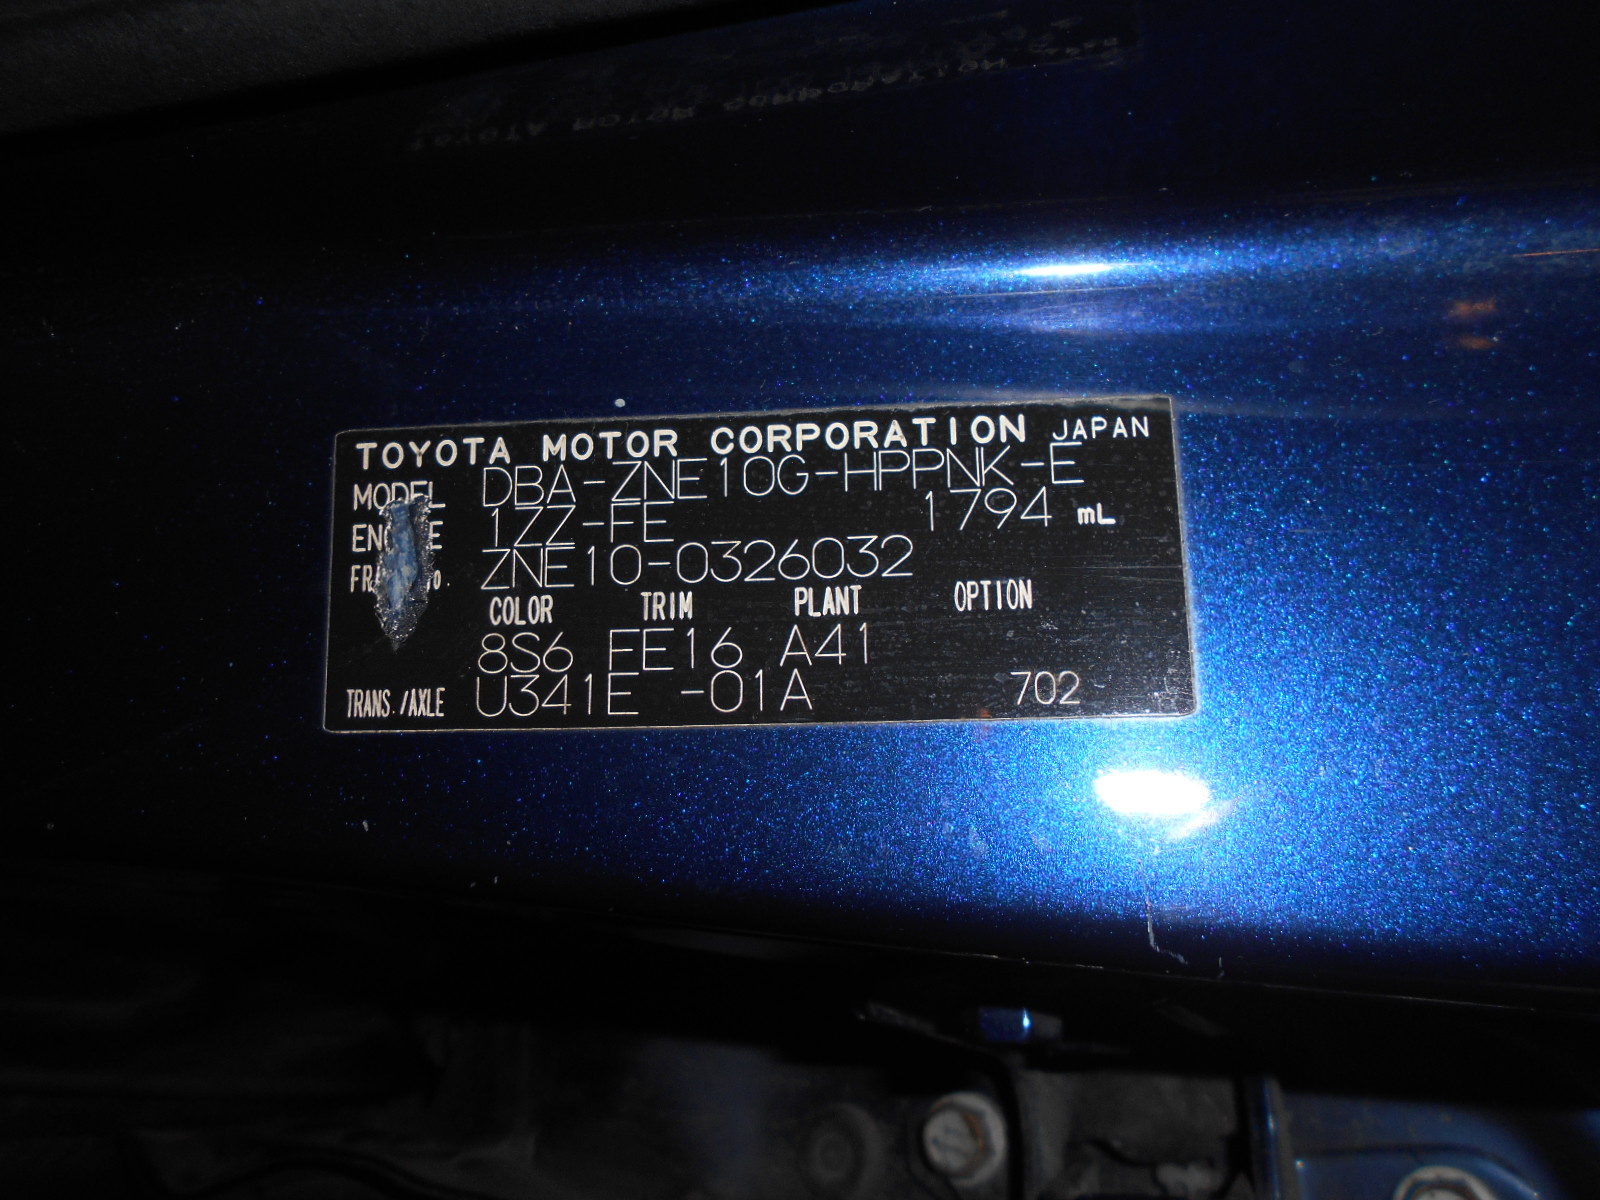 TOYOTA MOTOR CORPORATION JAPAN
MODEL DBA-ZNE10G-HPPNK-E
1ZZ-FE 1794 mL
ZNE10-0326032
COLOR TRIM PLANT OPTION
8S6 FE16 A41
TRANS./AXLE U341E -01A 702